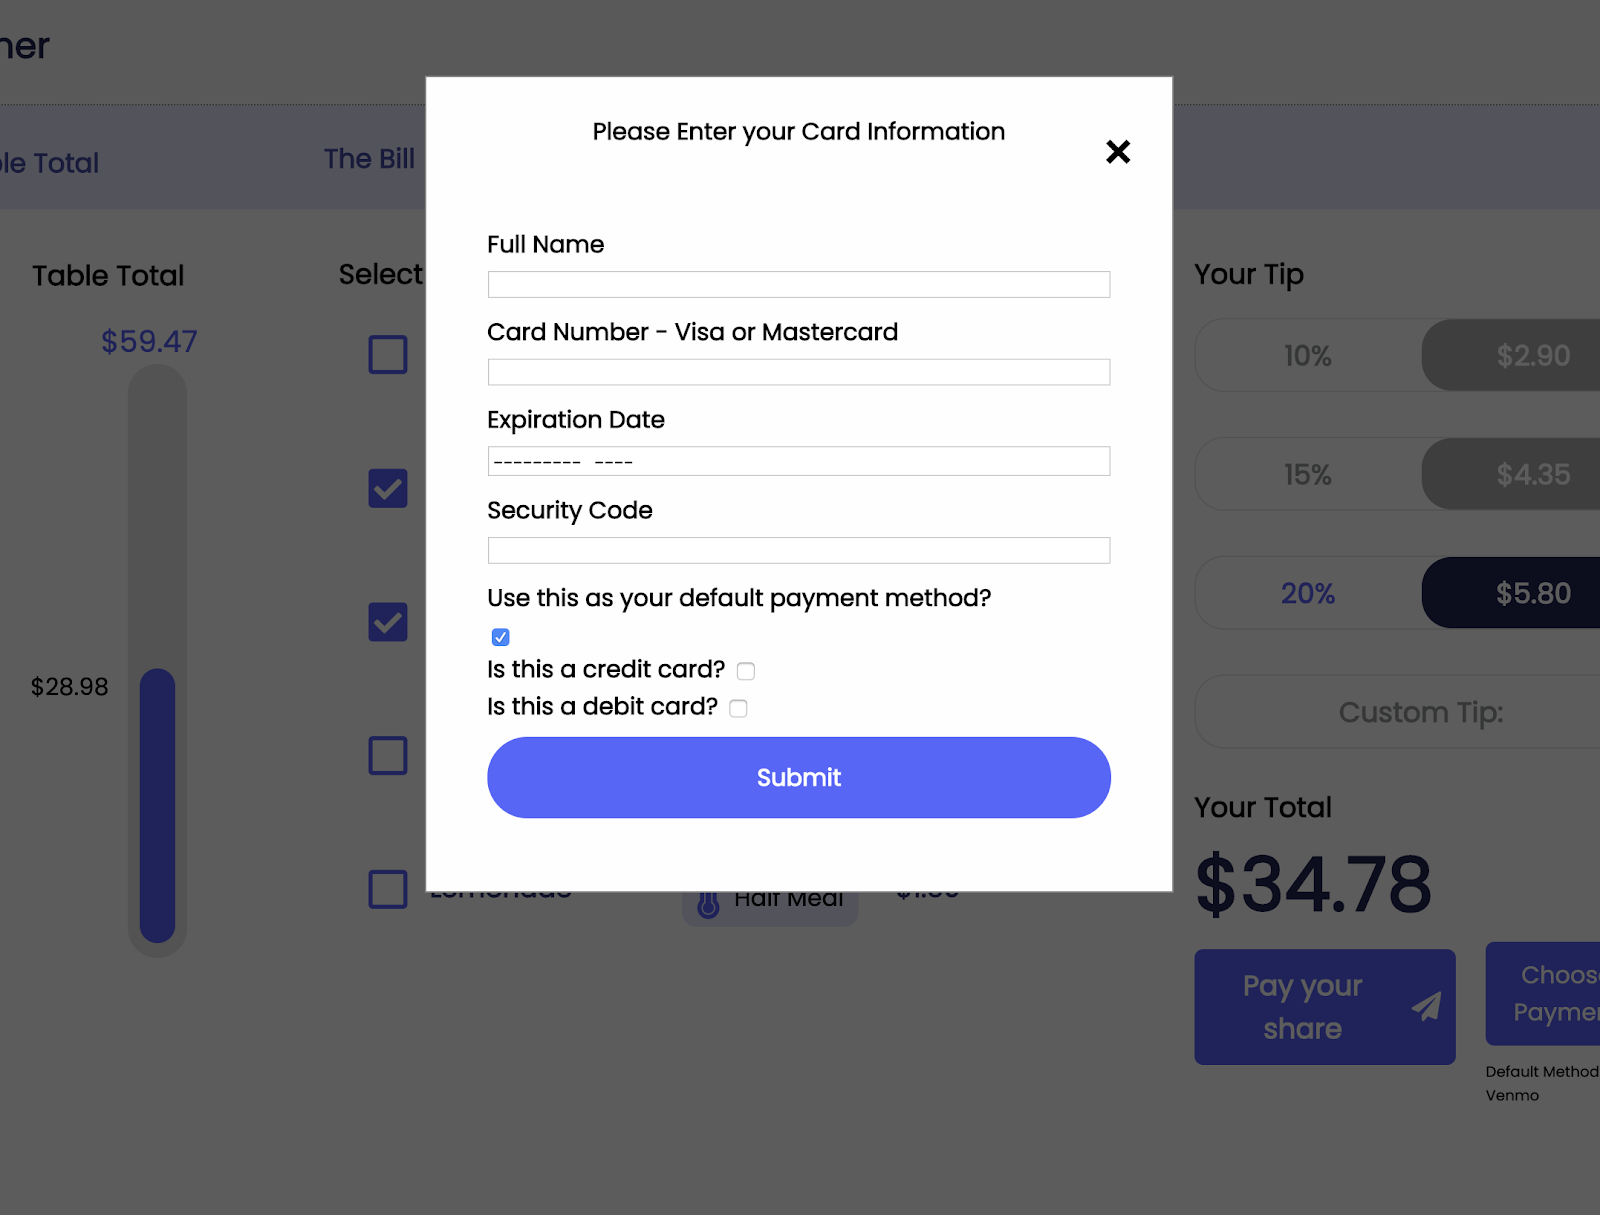 ner
Please Enter your Card Information
le Total
The Bill
Full Name
Table Total
Select
Your Tip
$59.47
Card Number - Visa or Mastercard
10%
$2.90
Expiration Date
--------- ----
15%
$4.35
Security Code
Use this as your default payment method?
20%
$5.80
Is this a credit card?
$28.98
Is this a debit card?
Custom Tip:
Submit
Your Total
$34.78
Lemonade
Half Meal
Pay your
share
Choose
Payme
Default Method
Venmo